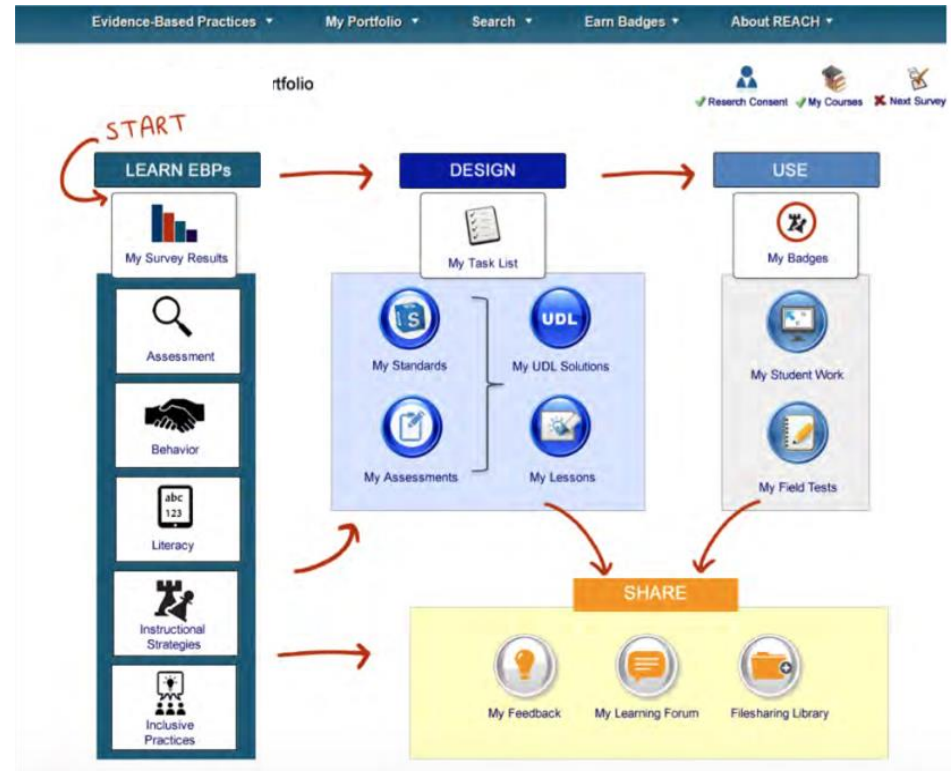 Evidence-Based Practices ▾ My Portfolio ▾ Search ▾ Earn Badges ▾ About REACH ▾
tfolio
Reserch Consent My Courses Next Survey
START
LEARN EBPs
My Survey Results
Assessment
Behavior
abc
123
Literacy
Instructional
Strategies
Inclusive
Practices
DESIGN
My Task List
S
My Standards
UDL
My UDL Solutions
My Assessments
My Lessons
USE
My Badges
My Student Work
My Field Tests
SHARE
My Feedback
My Learning Forum
Filesharing Library